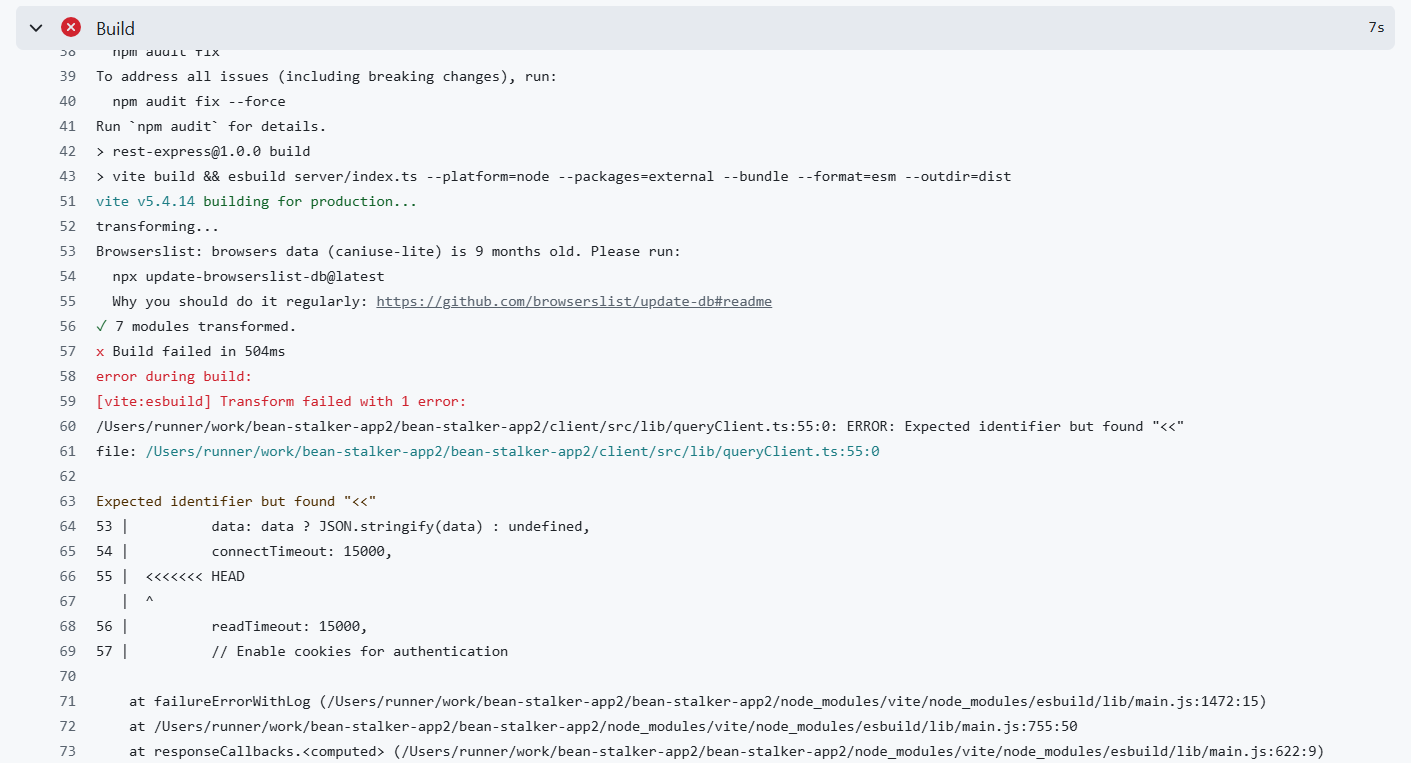 Build 7s
38 npm audit fix
39 To address all issues (including breaking changes), run:
40 npm audit fix --force
41 Run `npm audit` for details.
42 > rest-express@1.0.0 build
43 > vite build && esbuild server/index.ts --platform=node --packages=external --bundle --format=esm --outdir=dist
51 vite v5.4.14 building for production...
52 transforming...
53 Browserslist: browsers data (caniuse-lite) is 9 months old. Please run:
54 npx update-browserslist-db@latest
55 Why you should do it regularly: https://github.com/browserslist/update-db#readme
56 ✓ 7 modules transformed.
57 x Build failed in 504ms
58 error during build:
59 [vite:esbuild] Transform failed with 1 error:
60 /Users/runner/work/bean-stalker-app2/bean-stalker-app2/client/src/lib/queryClient.ts:55:0: ERROR: Expected identifier but found "<<"
61 file: /Users/runner/work/bean-stalker-app2/bean-stalker-app2/client/src/lib/queryClient.ts:55:0
62
63 Expected identifier but found "<<"
64 53 | data: data ? JSON.stringify(data) : undefined,
65 54 | connectTimeout: 15000,
66 55 | <<<<<<< HEAD
67 | ^
68 56 | readTimeout: 15000,
69 57 | // Enable cookies for authentication
70
71 at failureErrorWithLog (/Users/runner/work/bean-stalker-app2/bean-stalker-app2/node_modules/vite/node_modules/esbuild/lib/main.js:1472:15)
72 at /Users/runner/work/bean-stalker-app2/bean-stalker-app2/node_modules/vite/node_modules/esbuild/lib/main.js:755:50
73 at responseCallbacks.<computed> (/Users/runner/work/bean-stalker-app2/bean-stalker-app2/node_modules/vite/node_modules/esbuild/lib/main.js:622:9)